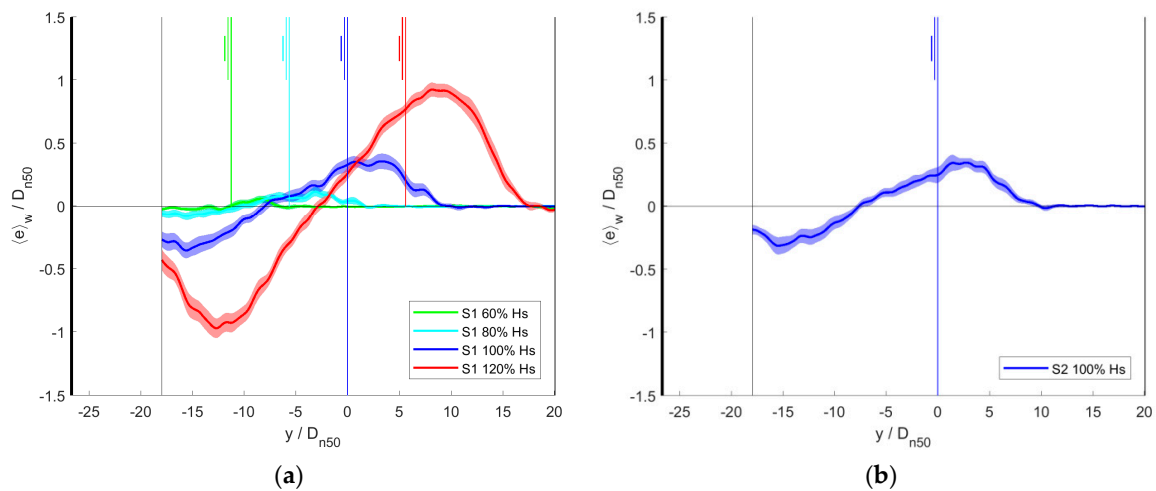 1.5
1
0.5
0
-0.5
-1
-1.5
⟨e⟩w / Dn50
-25 -20 -15 -10 -5 0 5 10 15 20
y / Dn50
S1 60% Hs
S1 80% Hs
S1 100% Hs
S1 120% Hs
(a)
1.5
1
0.5
0
-0.5
-1
-1.5
⟨e⟩w / Dn50
-25 -20 -15 -10 -5 0 5 10 15 20
y / Dn50
S2 100% Hs
(b)